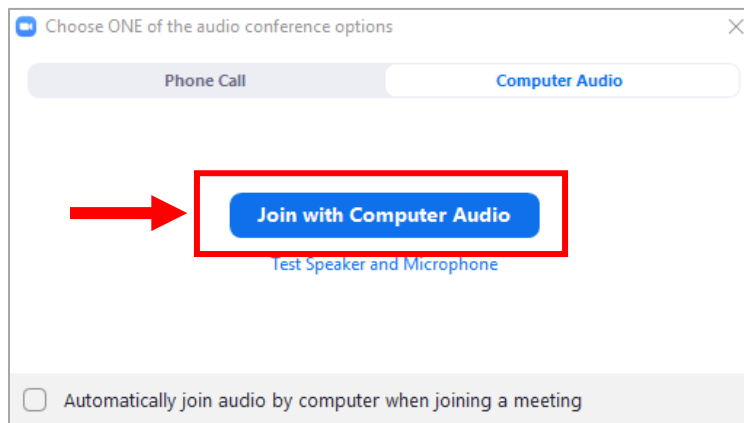 Choose ONE of the audio conference options
Phone Call
Computer Audio
Join with Computer Audio
Test Speaker and Microphone
Automatically join audio by computer when joining a meeting